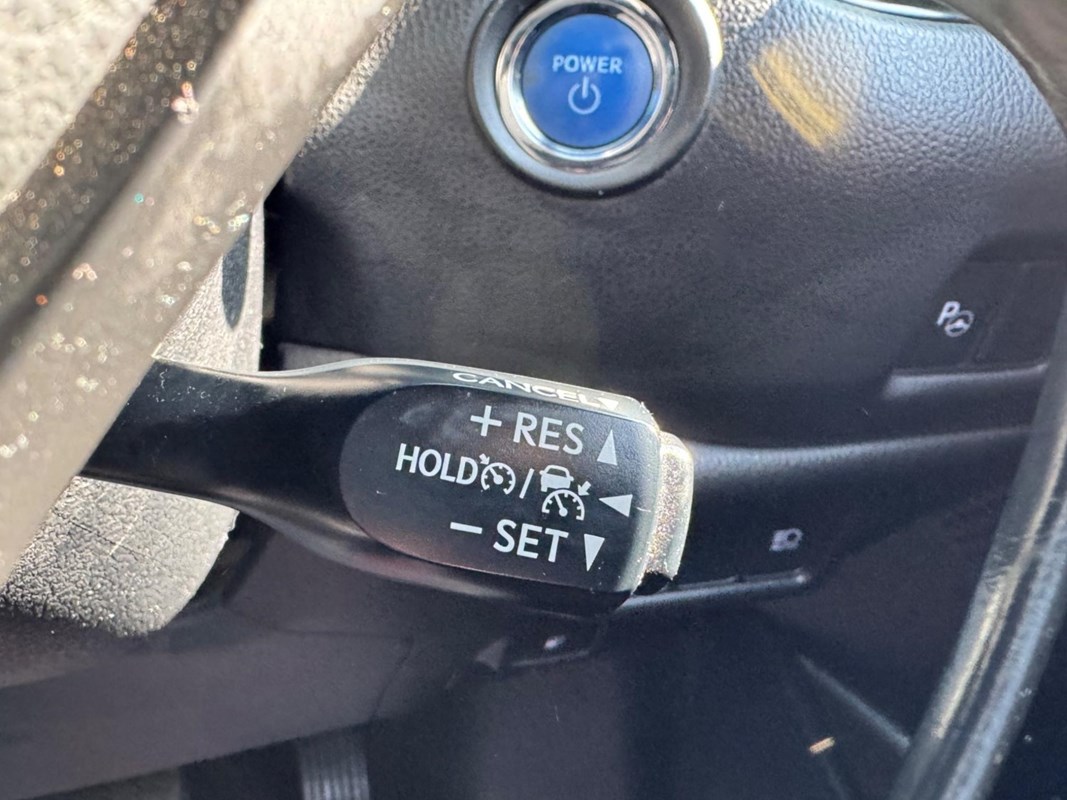 POWER
P
CANCEL
+ RES
HOLD /
− SET